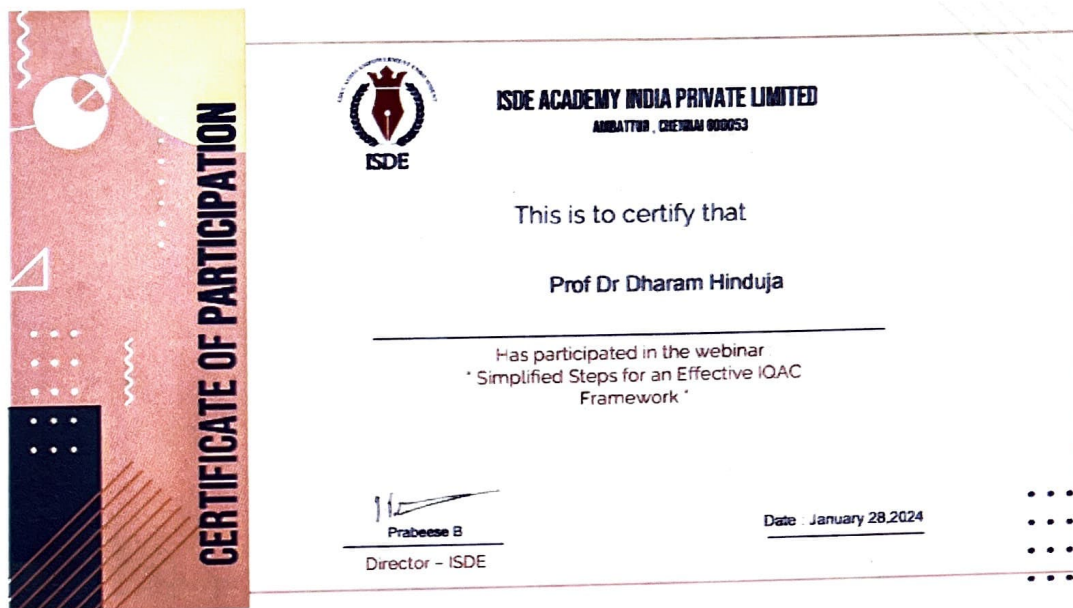 CERTIFICATE OF PARTICIPATION
ISDE
ISDE ACADEMY INDIA PRIVATE LIMITED
AMBATTUR , CHENNAI 600053
This is to certify that
Prof Dr Dharam Hinduja
Has participated in the webinar
" Simplified Steps for an Effective IQAC
Framework "
Prabeese B
Director – ISDE
Date : January 28,2024